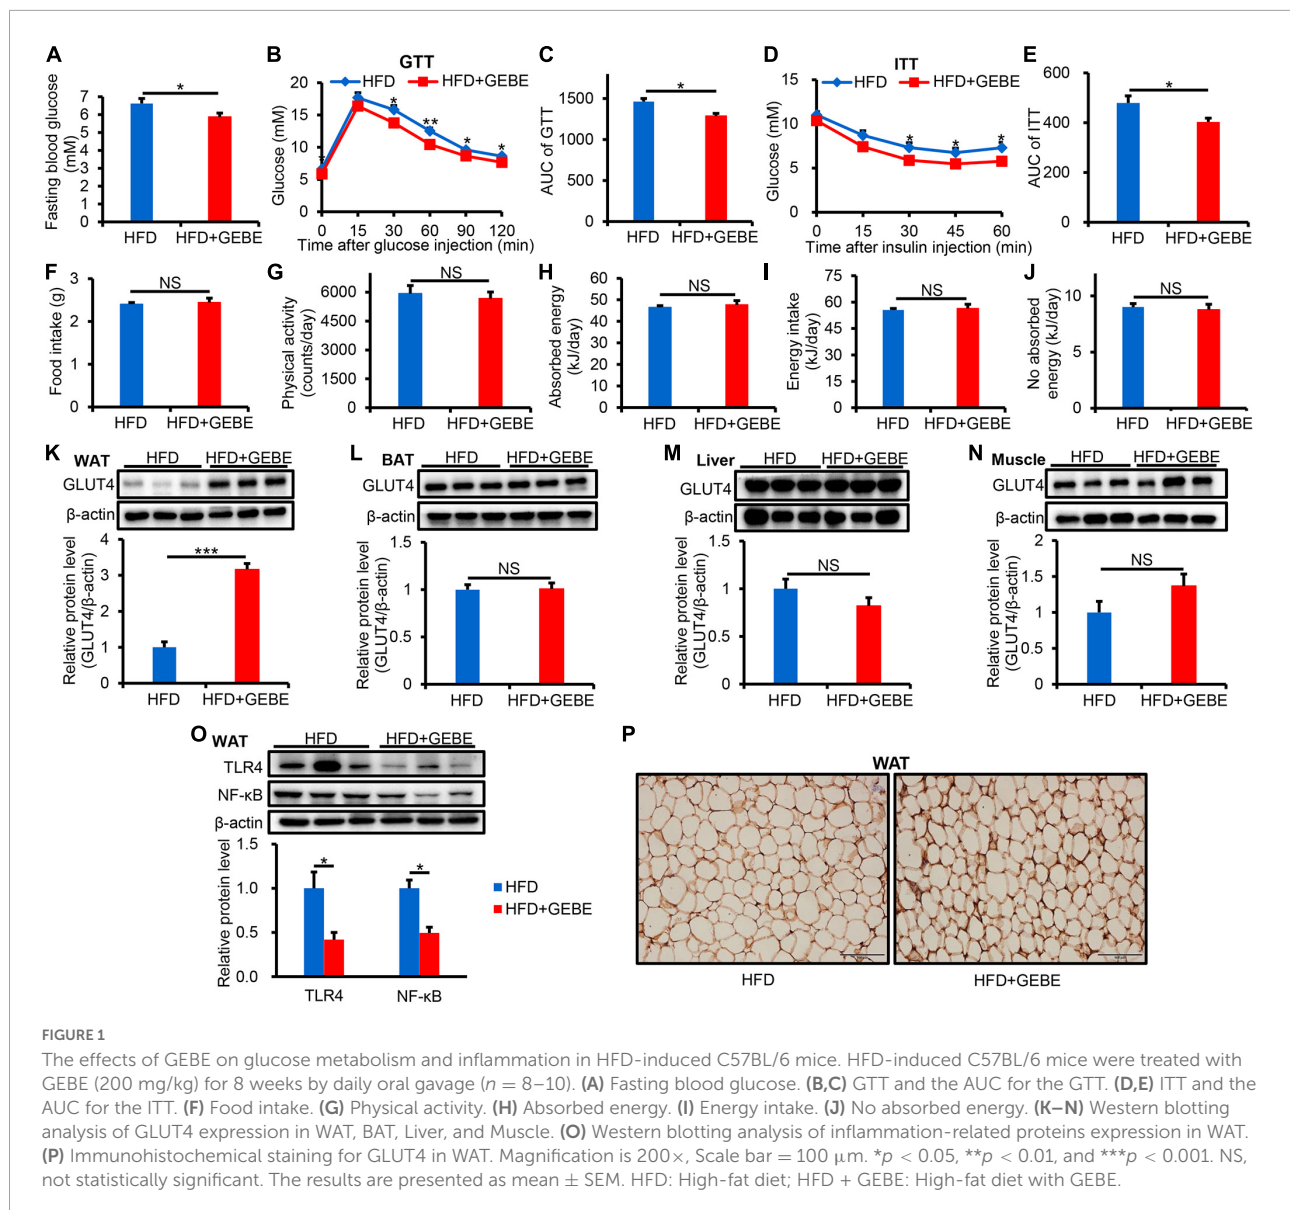 A
Fasting blood glucose
(mM)
7
6
5
4
3
2
1
0
*
HFD HFD+GEBE
B
GTT
HFD HFD+GEBE
Glucose (mM)
20
15
10
5
0
* * ** * *
0 15 30 60 90 120
Time after glucose injection (min)
C
AUC of GTT
1500
1000
500
0
*
HFD HFD+GEBE
D
ITT
HFD HFD+GEBE
Glucose (mM)
15
10
5
0
* * *
0 15 30 45 60
Time after insulin injection (min)
E
AUC of ITT
600
400
200
0
*
HFD HFD+GEBE
F
Food intake (g)
3
2
1
0
NS
HFD HFD+GEBE
G
Physical activity
(counts/day)
6000
4500
3000
1500
0
NS
HFD HFD+GEBE
H
Absorbed energy
(kJ/day)
60
50
40
30
20
10
0
NS
HFD HFD+GEBE
I
Energy intake
(kJ/day)
75
60
45
30
15
0
NS
HFD HFD+GEBE
J
No absorbed
energy (kJ/day)
10
5
0
NS
HFD HFD+GEBE
K
WAT
HFD HFD+GEBE
GLUT4
β-actin
Relative protein level
(GLUT4/β-actin)
4
3
2
1
0
***
HFD HFD+GEBE
L
BAT
HFD HFD+GEBE
GLUT4
β-actin
Relative protein level
(GLUT4/β-actin)
1.5
1
0.5
0
NS
HFD HFD+GEBE
M
Liver
HFD HFD+GEBE
GLUT4
β-actin
Relative protein level
(GLUT4/β-actin)
1.5
1
0.5
0
NS
HFD HFD+GEBE
N
Muscle
HFD HFD+GEBE
GLUT4
β-actin
Relative protein level
(GLUT4/β-actin)
2
1.5
1
0.5
0
NS
HFD HFD+GEBE
O
WAT
HFD HFD+GEBE
TLR4
NF-κB
β-actin
Relative protein level
1.5
1.0
0.5
0.0
* *
TLR4 NF-κB
HFD
HFD+GEBE
P
WAT
HFD HFD+GEBE
FIGURE 1
The effects of GEBE on glucose metabolism and inflammation in HFD-induced C57BL/6 mice. HFD-induced C57BL/6 mice were treated with
GEBE (200 mg/kg) for 8 weeks by daily oral gavage (n = 8–10). (A) Fasting blood glucose. (B,C) GTT and the AUC for the GTT. (D,E) ITT and the
AUC for the ITT. (F) Food intake. (G) Physical activity. (H) Absorbed energy. (I) Energy intake. (J) No absorbed energy. (K–N) Western blotting
analysis of GLUT4 expression in WAT, BAT, Liver, and Muscle. (O) Western blotting analysis of inflammation-related proteins expression in WAT.
(P) Immunohistochemical staining for GLUT4 in WAT. Magnification is 200×, Scale bar = 100 μm. *p < 0.05, **p < 0.01, and ***p < 0.001. NS,
not statistically significant. The results are presented as mean ± SEM. HFD: High-fat diet; HFD + GEBE: High-fat diet with GEBE.